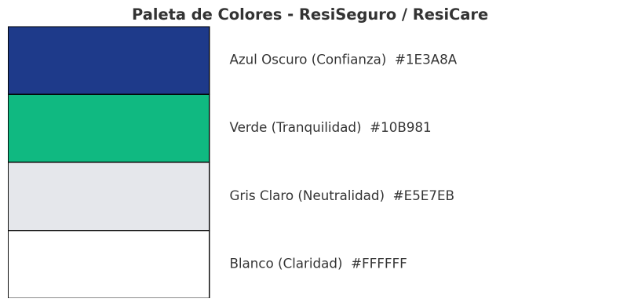 Paleta de Colores - ResiSeguro / ResiCare
Azul Oscuro (Confianza)  #1E3A8A
Verde (Tranquilidad)  #10B981
Gris Claro (Neutralidad)  #E5E7EB
Blanco (Claridad)  #FFFFFF